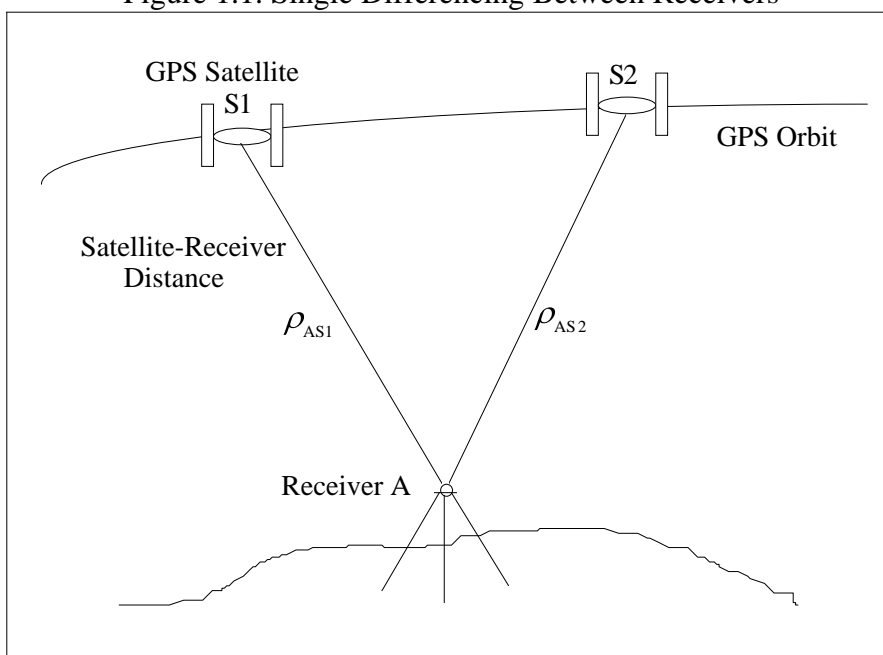 Figure 1.1. Single Differencing Between Receivers
GPS Satellite
S1
S2
GPS Orbit
Satellite-Receiver
Distance
ρAS1
ρAS2
Receiver A